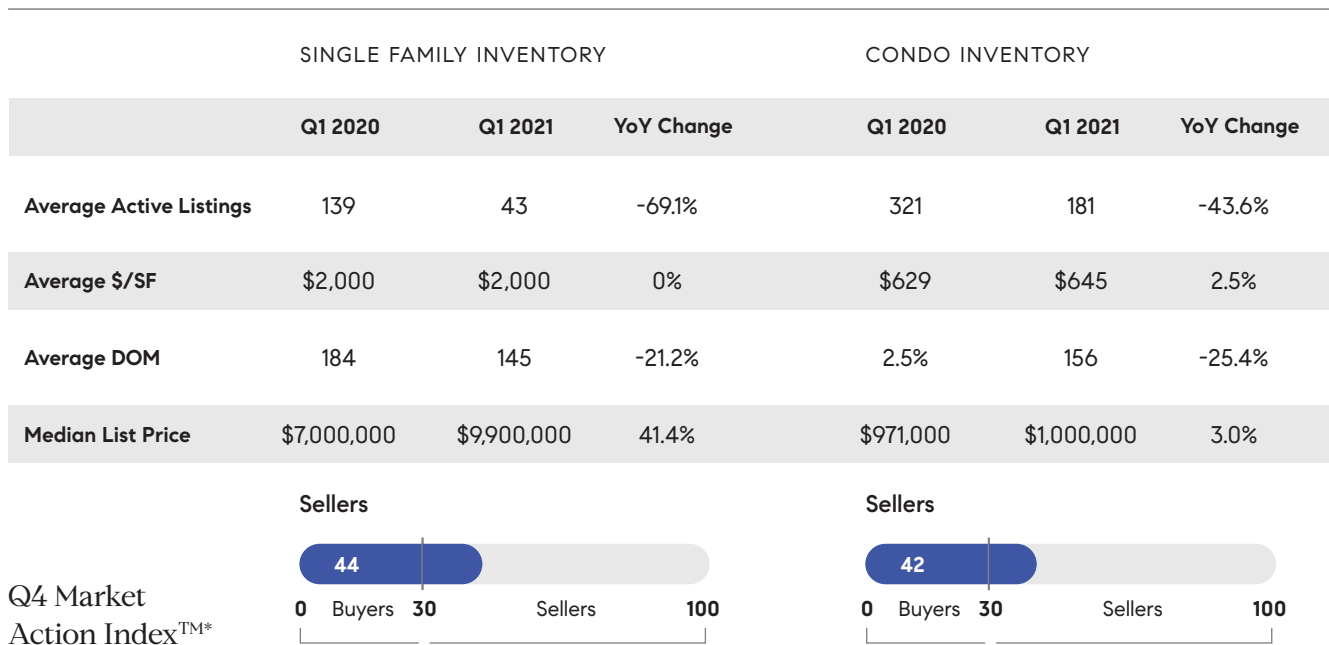 SINGLE FAMILY INVENTORY CONDO INVENTORY
Q1 2020 Q1 2021 YoY Change Q1 2020 Q1 2021 YoY Change
Average Active Listings 139 43 -69.1% 321 181 -43.6%
Average $/SF $2,000 $2,000 0% $629 $645 2.5%
Average DOM 184 145 -21.2% 2.5% 156 -25.4%
Median List Price $7,000,000 $9,900,000 41.4% $971,000 $1,000,000 3.0%
Sellers Sellers
44 42
Q4 Market
Action Index™*
0 Buyers 30 Sellers 100 0 Buyers 30 Sellers 100